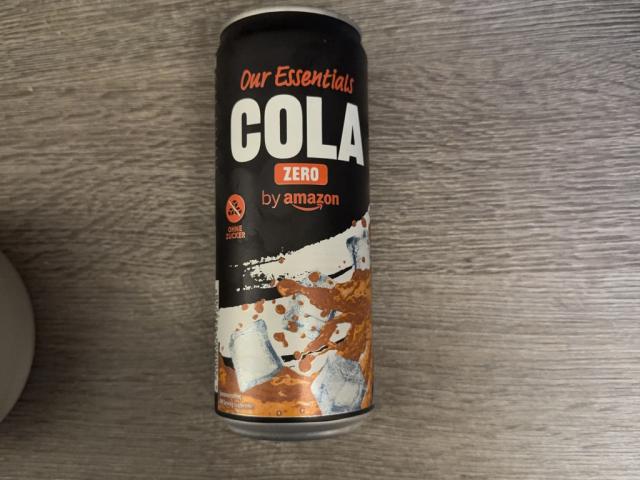 Our Essentials
COLA
ZERO
by amazon
OHNE
ZUCKER